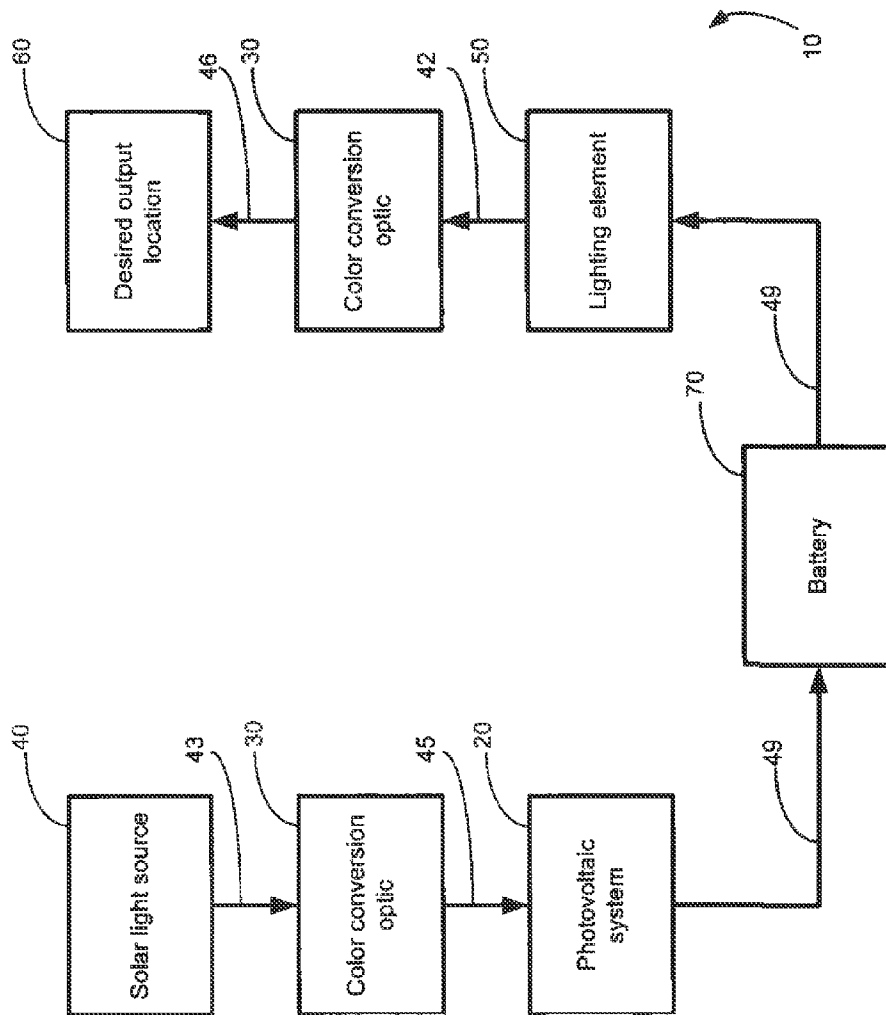 40
Solar light source
43
30
Color conversion
optic
45
20
Photovoltaic
system
49
70
Battery
49
50
Lighting element
42
30
Color conversion
optic
46
60
Desired output
location
10